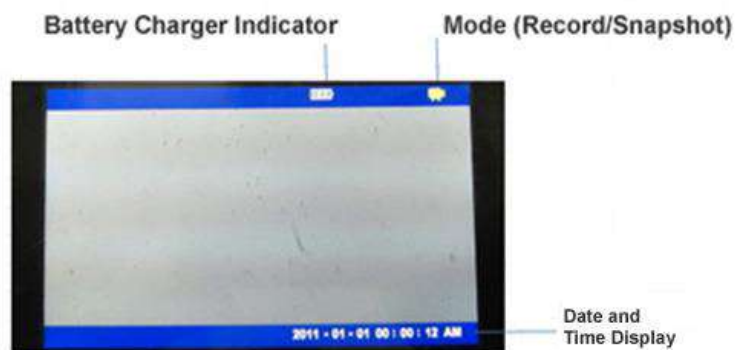 Battery Charger Indicator
Mode (Record/Snapshot)
2011 - 01 - 01 00 : 00 : 12 AM
Date and
Time Display